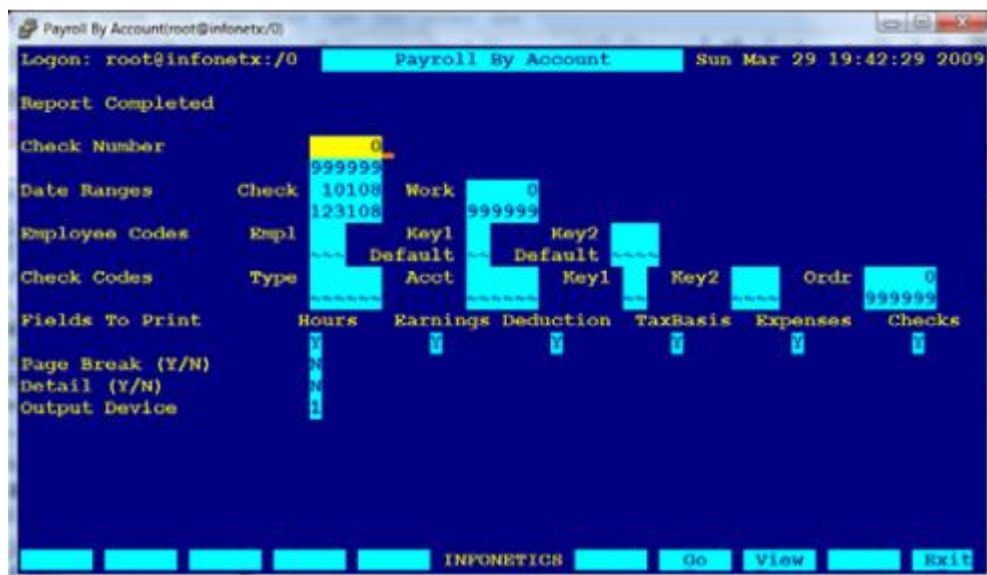 Payroll By Account(root@infonetx:/0)
Logon: root@infonetx:/0 Payroll By Account Sun Mar 29 19:42:29 2009
Report Completed
Check Number 0
999999
Date Ranges Check 10108 Work 0
123108 999999
Employee Codes Empl Key1 Key2
~~~ Default ~~ Default ~~~~
Check Codes Type Acct Key1 Key2 Ordr 0
~~~~~~ ~~~~~~ ~~ ~~~~ 999999
Fields To Print Hours Earnings Deduction TaxBasis Expenses Checks
Y Y Y Y Y Y
Page Break (Y/N) N
Detail (Y/N) N
Output Device 1
INFONETICS Go View Exit